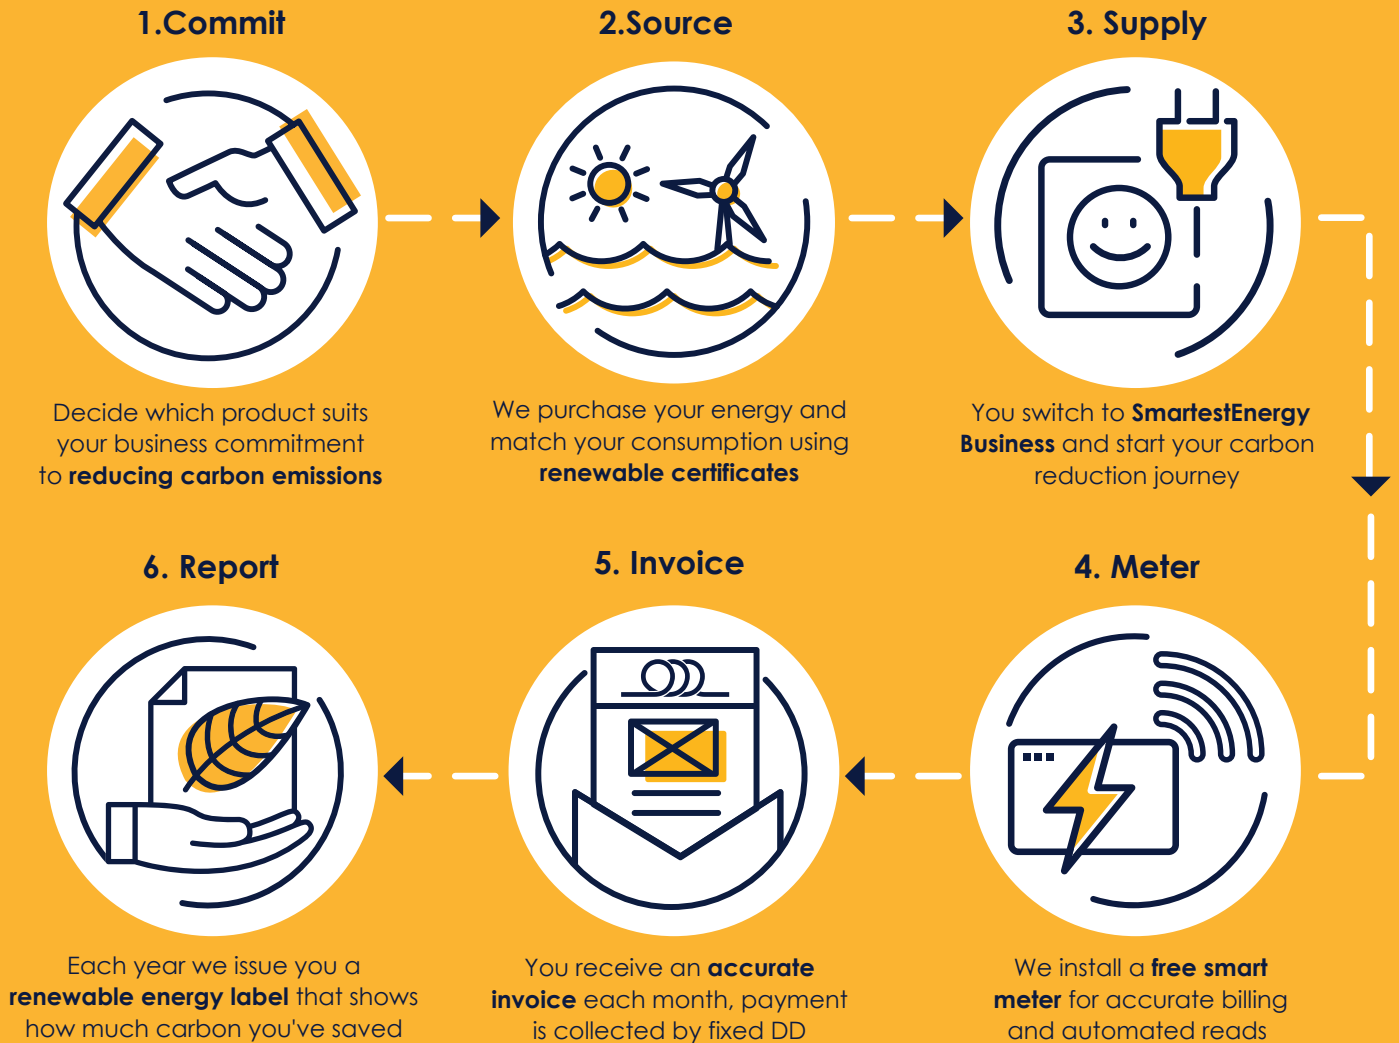 1.Commit
Decide which product suits
your business commitment
to reducing carbon emissions
2.Source
We purchase your energy and
match your consumption using
renewable certificates
3. Supply
You switch to SmartestEnergy
Business and start your carbon
reduction journey
4. Meter
We install a free smart
meter for accurate billing
and automated reads
5. Invoice
You receive an accurate
invoice each month, payment
is collected by fixed DD
6. Report
Each year we issue you a
renewable energy label that shows
how much carbon you've saved